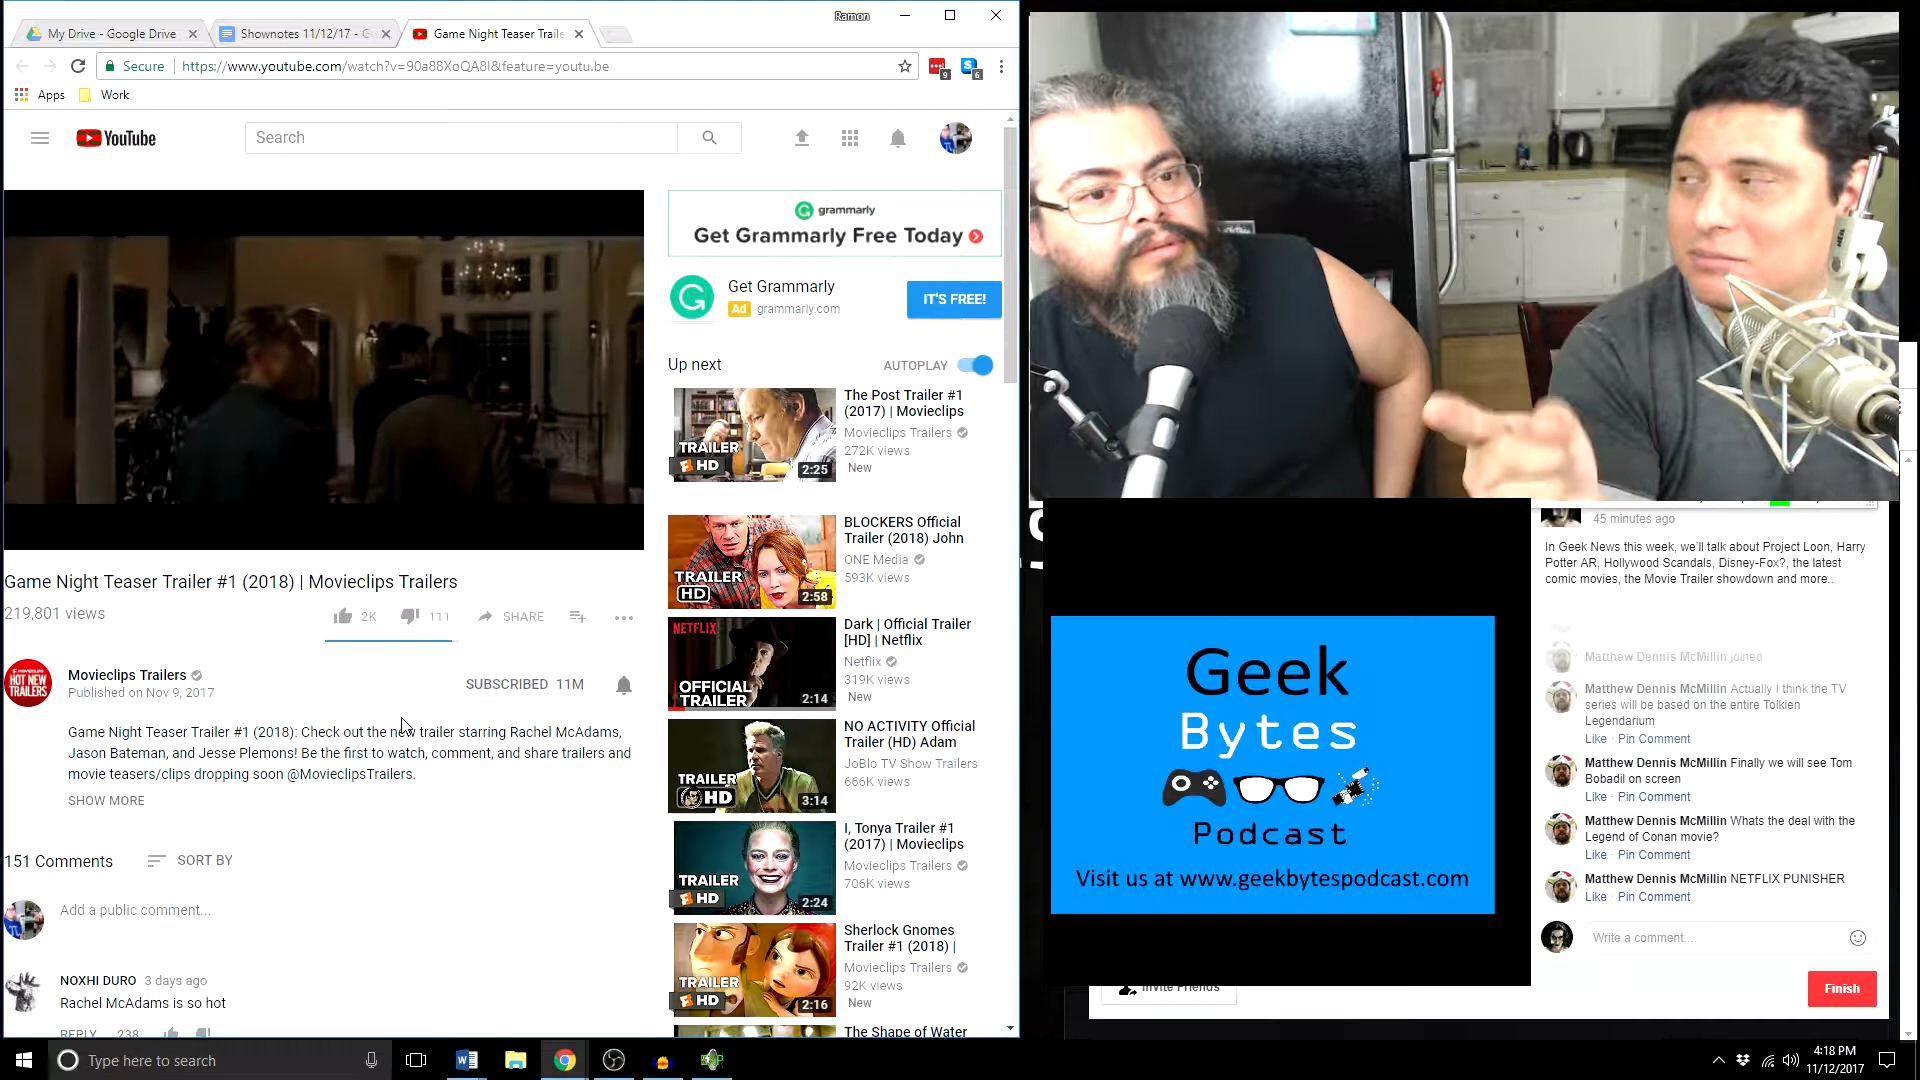 Ramon
My Drive - Google Drive
Shownotes 11/12/17 - G
Game Night Teaser Traile
Secure
https://www.youtube.com/watch?v=90a88XoQA8I&feature=youtu.be
9
6
Apps
Work
YouTube
Search
grammarly
Get Grammarly Free Today
Get Grammarly
Ad grammarly.com
IT'S FREE!
Up next
AUTOPLAY
TRAILER
HD
2:25
The Post Trailer #1
(2017) | Movieclips
Movieclips Trailers
272K views
New
TRAILER
HD
2:58
BLOCKERS Official
Trailer (2018) John
ONE Media
593K views
NETFLIX
OFFICIAL
TRAILER
2:14
Dark | Official Trailer
[HD] | Netflix
Netflix
319K views
New
TRAILER
HD
3:14
NO ACTIVITY Official
Trailer (HD) Adam
JoBlo TV Show Trailers
666K views
TRAILER
HD
2:24
I, Tonya Trailer #1
(2017) | Movieclips
Movieclips Trailers
706K views
TRAILER
HD
2:16
Sherlock Gnomes
Trailer #1 (2018) |
Movieclips Trailers
92K views
New
The Shape of Water
Game Night Teaser Trailer #1 (2018) | Movieclips Trailers
219,801 views
2K
111
SHARE
HOT NEW
TRAILERS
Movieclips Trailers
Published on Nov 9, 2017
SUBSCRIBED 11M
Game Night Teaser Trailer #1 (2018): Check out the new trailer starring Rachel McAdams,
Jason Bateman, and Jesse Plemons! Be the first to watch, comment, and share trailers and
movie teasers/clips dropping soon @MovieclipsTrailers.
SHOW MORE
151 Comments
SORT BY
Add a public comment...
NOXHI DURO 3 days ago
Rachel McAdams is so hot
REPLY 238
45 minutes ago
In Geek News this week, we'll talk about Project Loon, Harry
Potter AR, Hollywood Scandals, Disney-Fox?, the latest
comic movies, the Movie Trailer showdown and more..
Matthew Dennis McMillin joined
Matthew Dennis McMillin Actually I think the TV
series will be based on the entire Tolkien
Legendarium
Like · Pin Comment
Matthew Dennis McMillin Finally we will see Tom
Bobadil on screen
Like · Pin Comment
Matthew Dennis McMillin Whats the deal with the
Legend of Conan movie?
Like · Pin Comment
Matthew Dennis McMillin NETFLIX PUNISHER
Like · Pin Comment
Write a comment...
Finish
Invite Friends
Geek
Bytes
Podcast
Visit us at www.geekbytespodcast.com
Type here to search
4:18 PM
11/12/2017